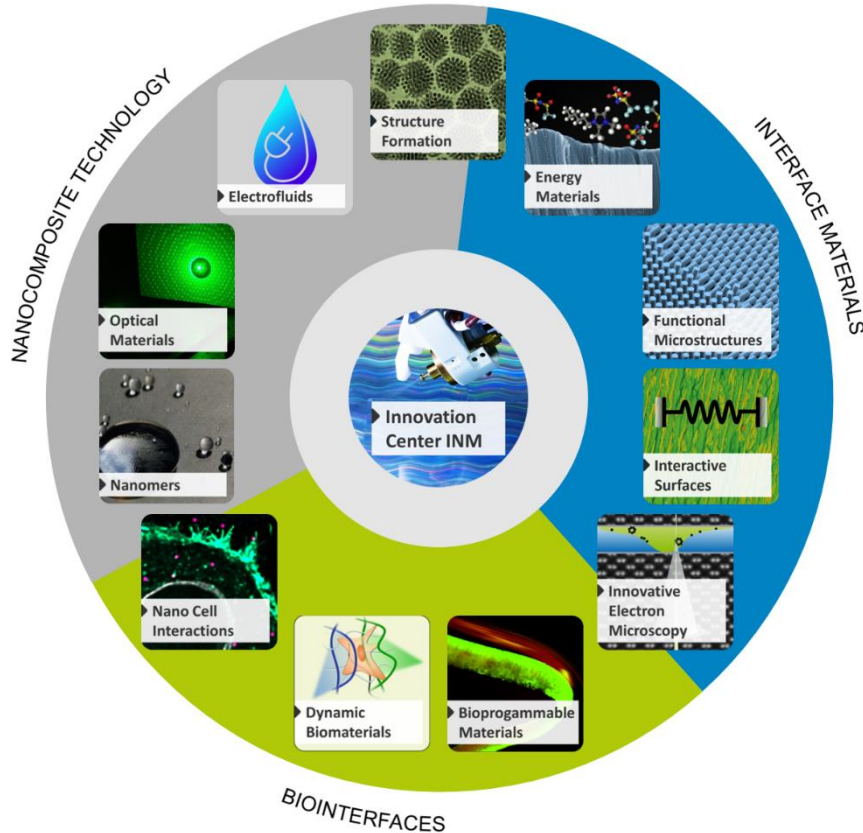 NANOCOMPOSITE TECHNOLOGY
INTERFACE MATERIALS
BIOINTERFACES
Structure
Formation
Electrofluids
Energy
Materials
Optical
Materials
Functional
Microstructures
Innovation
Center INM
Nanomers
Interactive
Surfaces
Nano Cell
Interactions
Innovative
Electron
Microscopy
Dynamic
Biomaterials
Bioprogammable
Materials